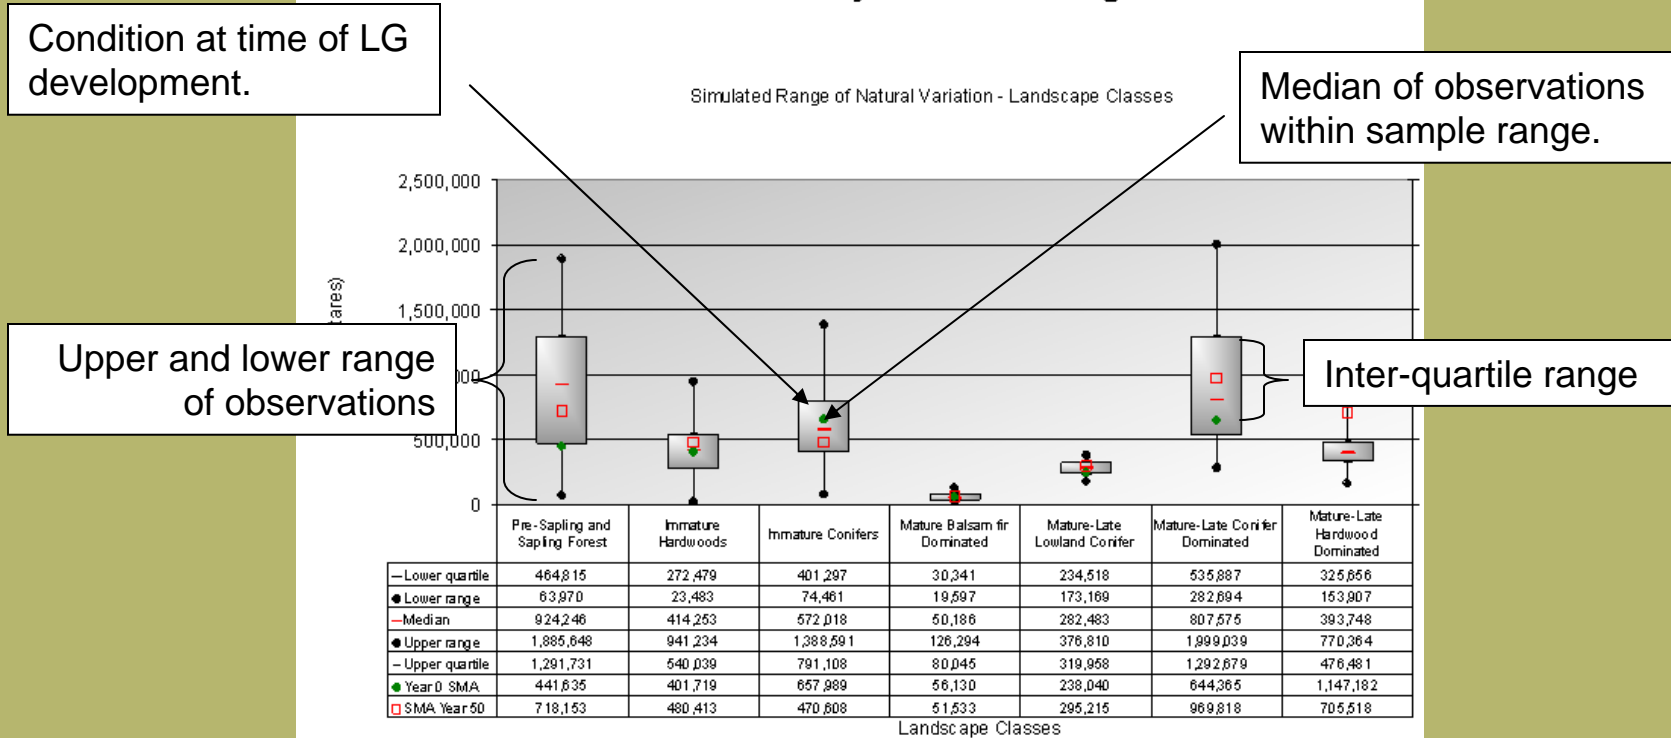 Condition at time of LG
development.
Simulated Range of Natural Variation - Landscape Classes
Median of observations
within sample range.
2,500,000
2,000,000
1,500,000
500,000
0
Upper and lower range
of observations
Inter-quartile range
Pre-Sapling and Sapling Forest Immature Hardwoods Immature Conifers Mature Balsam fir Dominated Mature-Late Lowland Conifer Mature-Late Conifer Dominated Mature-Late Hardwood Dominated
Lower quartile 464,815 272,479 401,297 30,341 234,518 535,887 325,656
Lower range 63,970 23,483 74,461 19,597 173,169 282,694 153,907
Median 924,246 414,253 572,018 50,186 282,483 807,575 393,748
Upper range 1,885,648 941,234 1,388,591 126,294 376,810 1,999,039 770,364
Upper quartile 1,291,731 540,039 791,108 80,045 319,958 1,292,679 476,481
Year 0 SMA 441,635 401,719 657,989 56,130 238,040 644,365 1,147,182
SMA Year 50 718,153 480,413 470,608 51,533 295,215 969,818 705,518
Landscape Classes